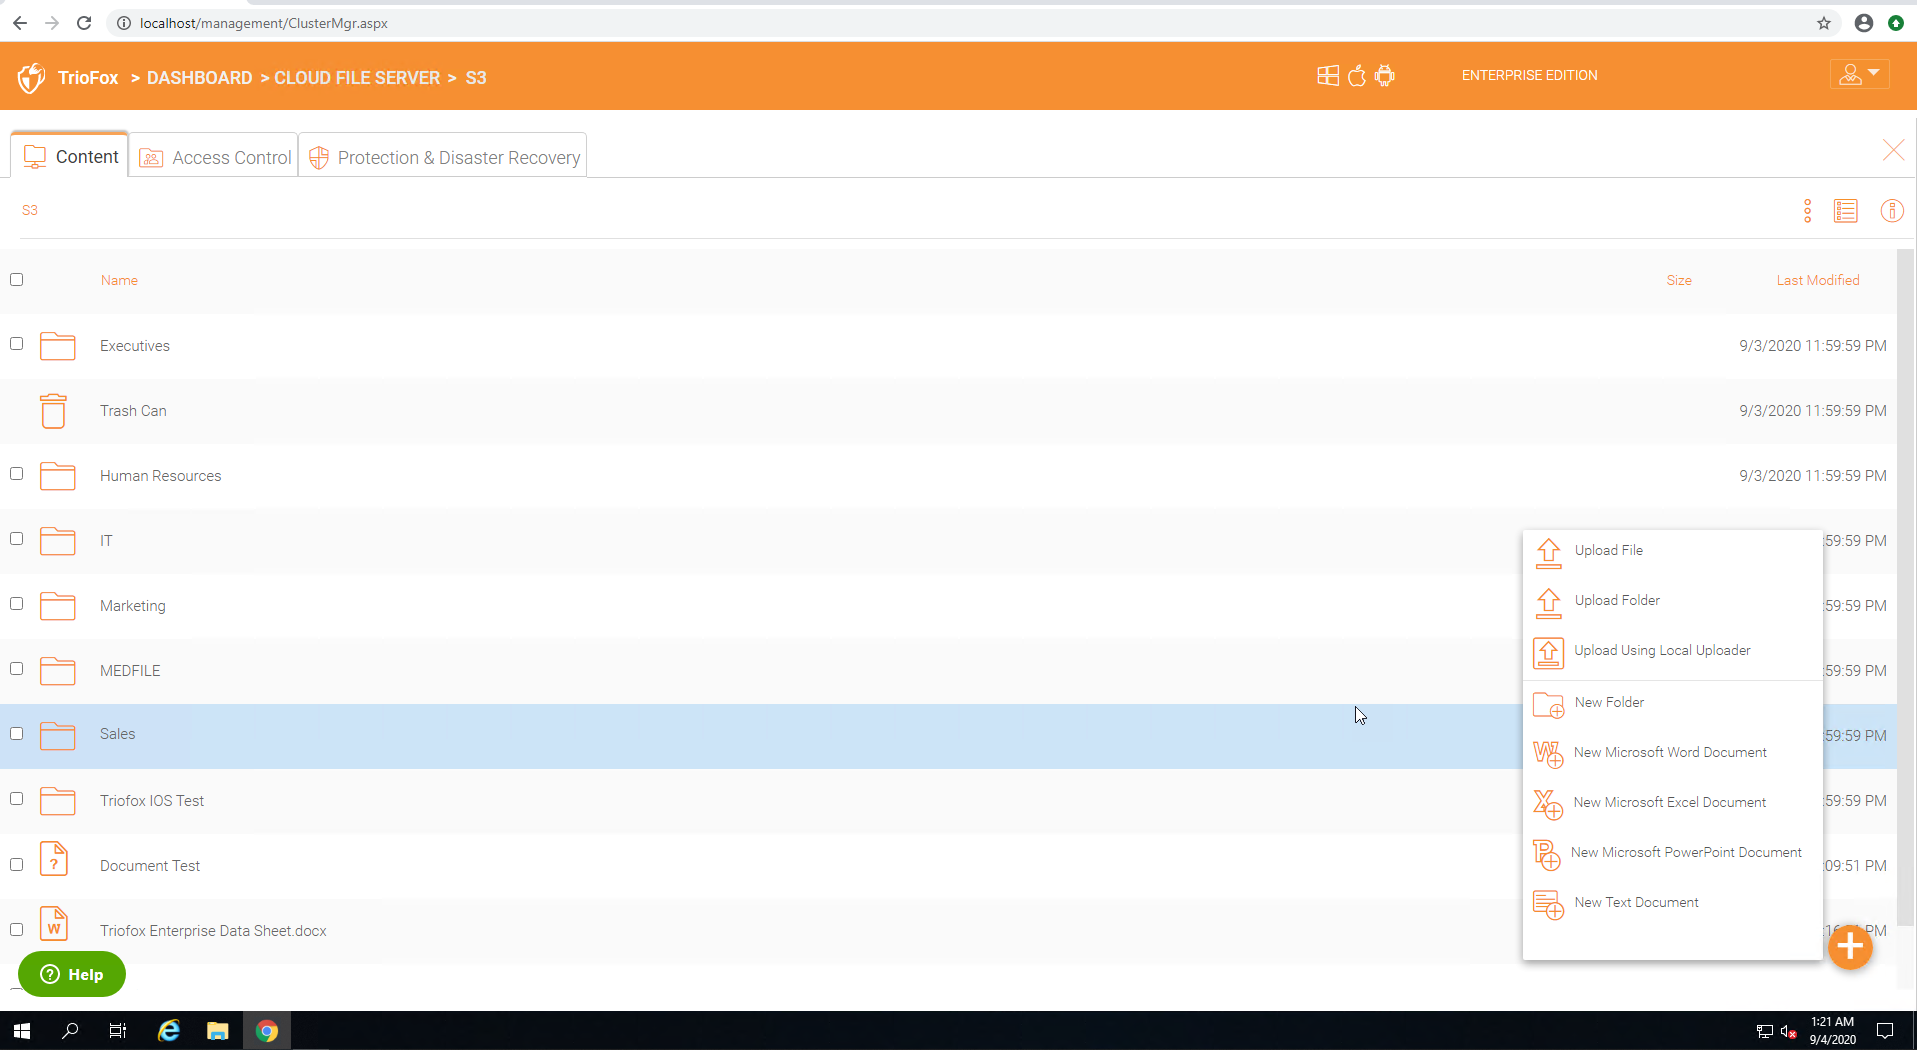 localhost/management/ClusterMgr.aspx
TrioFox > DASHBOARD > CLOUD FILE SERVER > S3
ENTERPRISE EDITION
Content
Access Control
Protection & Disaster Recovery
S3
Name Size Last Modified
Executives 9/3/2020 11:59:59 PM
Trash Can 9/3/2020 11:59:59 PM
Human Resources 9/3/2020 11:59:59 PM
IT :59:59 PM
Marketing :59:59 PM
MEDFILE :59:59 PM
Sales :59:59 PM
Triofox IOS Test :59:59 PM
Document Test :09:51 PM
Triofox Enterprise Data Sheet.docx PM
Upload File
Upload Folder
Upload Using Local Uploader
New Folder
New Microsoft Word Document
New Microsoft Excel Document
New Microsoft PowerPoint Document
New Text Document
? Help
1:21 AM
9/4/2020